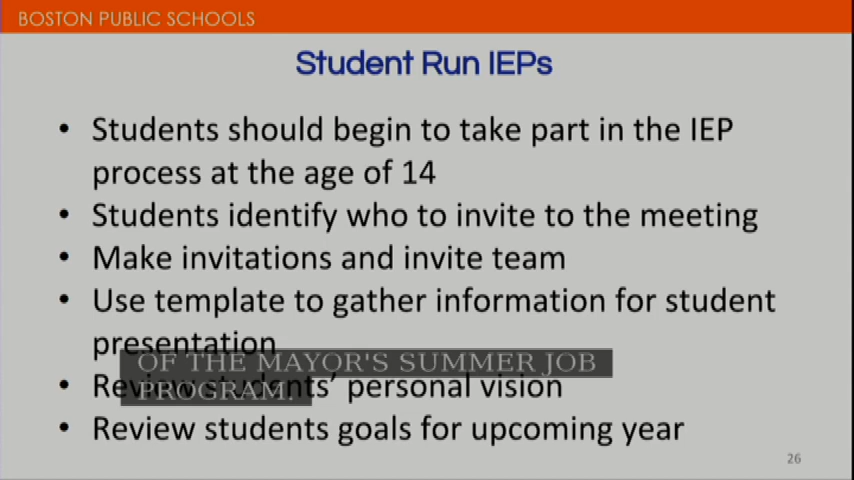 BOSTON PUBLIC SCHOOLS
Student Run IEPs
• Students should begin to take part in the IEP
process at the age of 14
• Students identify who to invite to the meeting
• Make invitations and invite team
• Use template to gather information for student
presentation
OF THE MAYOR'S SUMMER JOB
PROGRAM.
• Review students' personal vision
• Review students goals for upcoming year
26